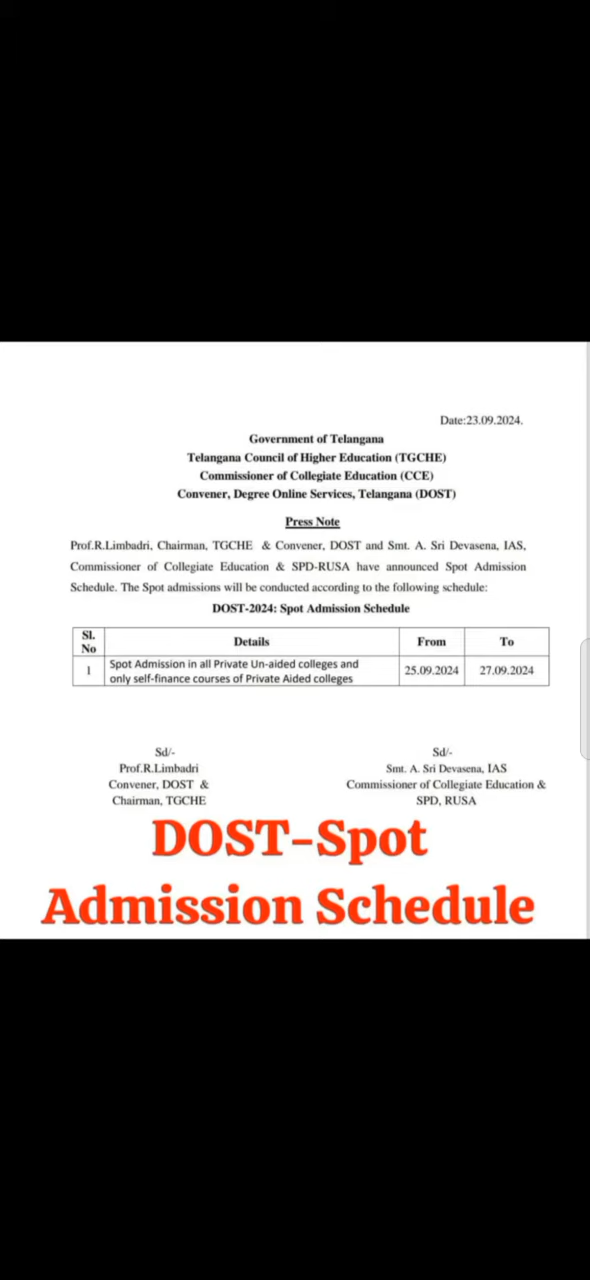 Date:23.09.2024.
Government of Telangana
Telangana Council of Higher Education (TGCHE)
Commissioner of Collegiate Education (CCE)
Convener, Degree Online Services, Telangana (DOST)
Press Note
Prof.R.Limbadri, Chairman, TGCHE & Convener, DOST and Smt. A. Sri Devasena, IAS,
Commissioner of Collegiate Education & SPD-RUSA have announced Spot Admission
Schedule. The Spot admissions will be conducted according to the following schedule:
DOST-2024: Spot Admission Schedule
Sl. No Details From To
1 Spot Admission in all Private Un-aided colleges and only self-finance courses of Private Aided colleges 25.09.2024 27.09.2024
Sd/- Sd/-
Prof.R.Limbadri Smt. A. Sri Devasena, IAS
Convener, DOST & Commissioner of Collegiate Education &
Chairman, TGCHE SPD, RUSA
DOST-Spot
Admission Schedule